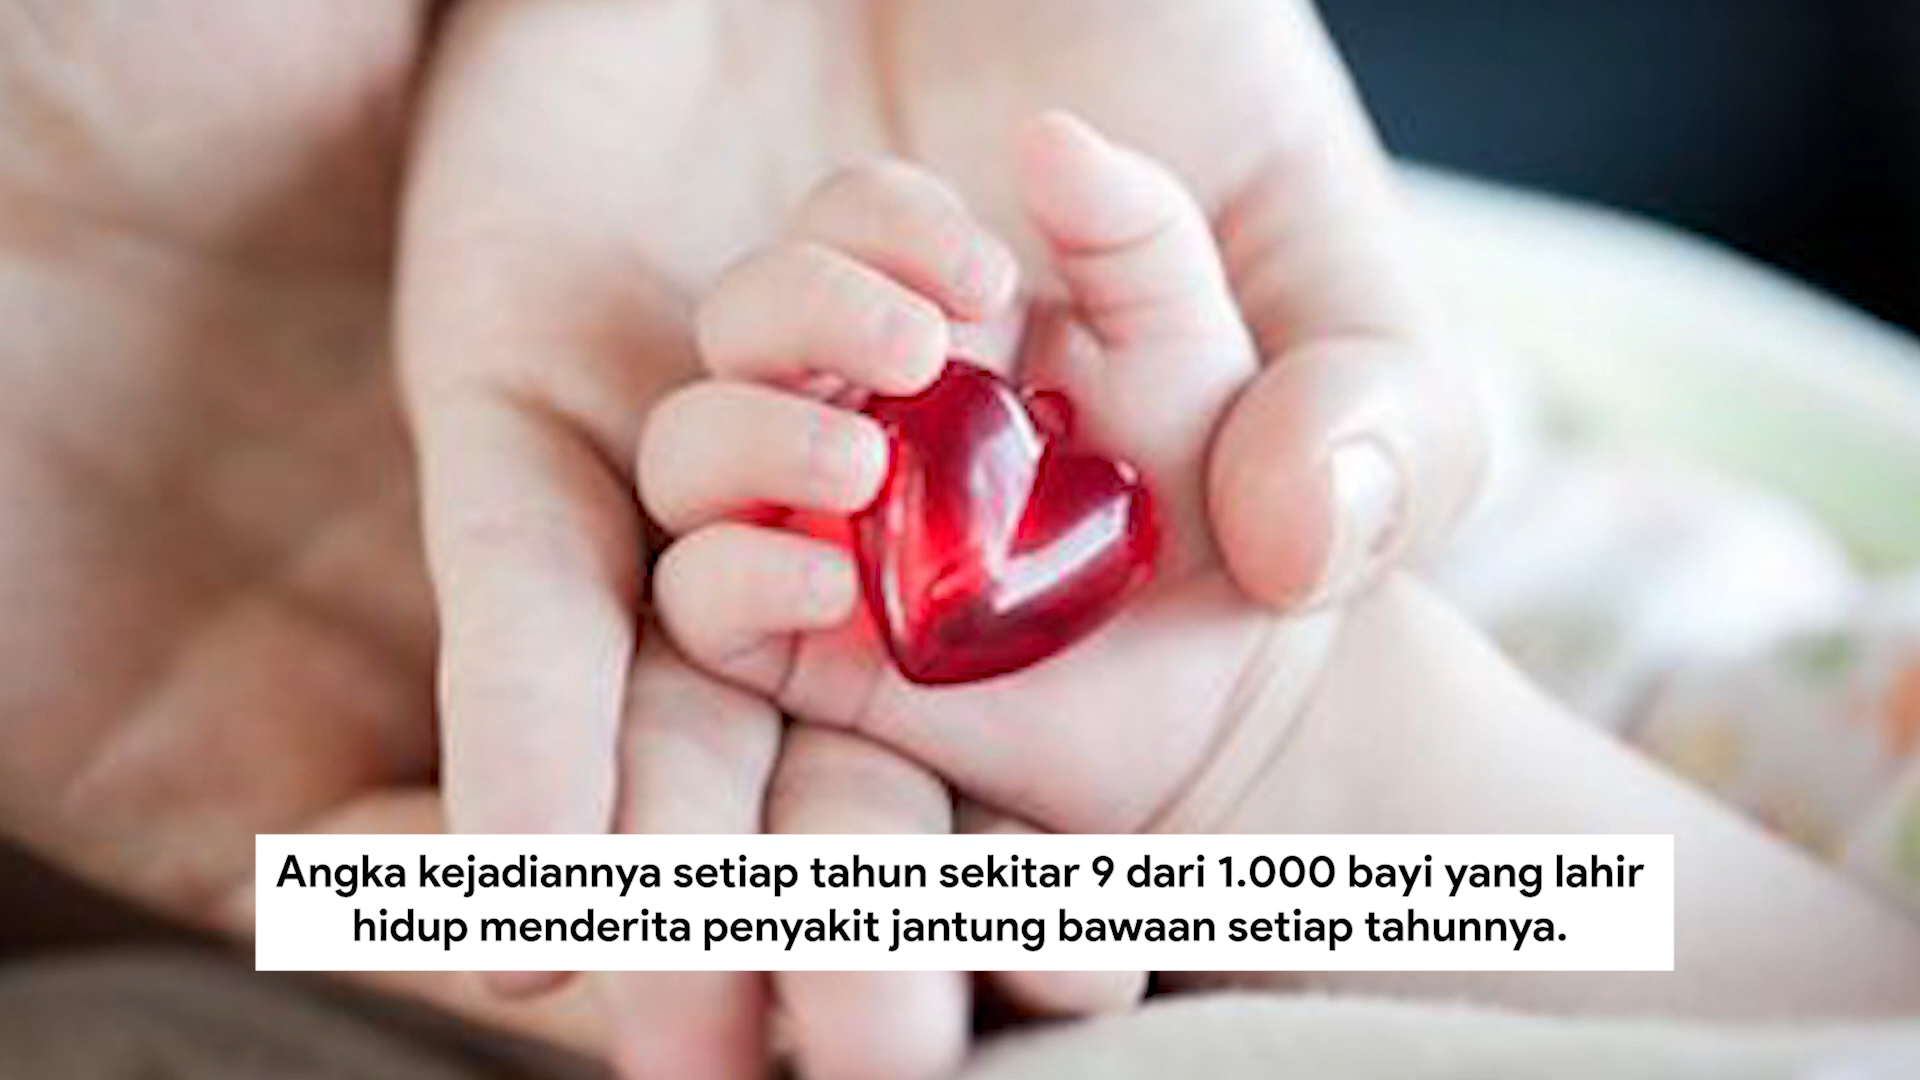 Angka kejadiannya setiap tahun sekitar 9 dari 1.000 bayi yang lahir
hidup menderita penyakit jantung bawaan setiap tahunnya.